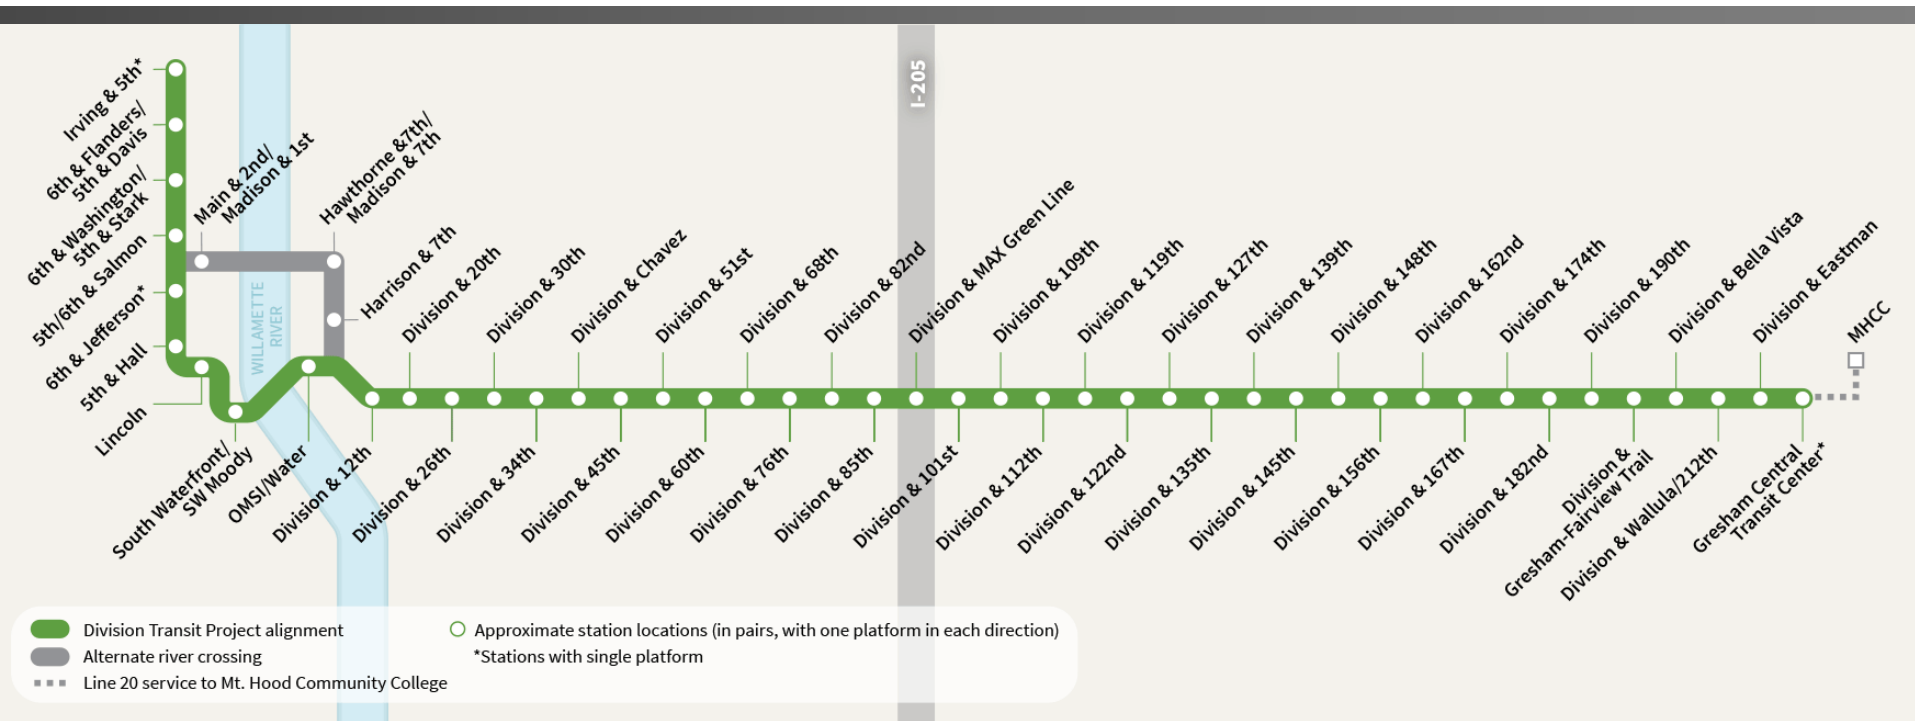 I-205
Irving & 5th*
6th & Flanders/
5th & Davis
6th & Washington/
5th & Stark
5th/6th & Salmon
6th & Jefferson*
5th & Hall
Lincoln
Main & 2nd/
Madison & 1st
Hawthorne &7th/
Madison & 7th
Harrison & 7th
WILLAMETTE
RIVER
Division & 20th
Division & 30th
Division & Chavez
Division & 51st
Division & 68th
Division & 82nd
Division & MAX Green Line
Division & 109th
Division & 119th
Division & 127th
Division & 139th
Division & 148th
Division & 162nd
Division & 174th
Division & 190th
Division & Bella Vista
Division & Eastman
MHCC
South Waterfront/
SW Moody
OMSI/Water
Division & 12th
Division & 26th
Division & 34th
Division & 45th
Division & 60th
Division & 76th
Division & 85th
Division & 101st
Division & 112th
Division & 122nd
Division & 135th
Division & 145th
Division & 156th
Division & 167th
Division & 182nd
Division &
Gresham-Fairview Trail
Division & Wallula/212th
Gresham Central
Transit Center*
Division Transit Project alignment
Alternate river crossing
Line 20 service to Mt. Hood Community College
Approximate station locations (in pairs, with one platform in each direction)
*Stations with single platform